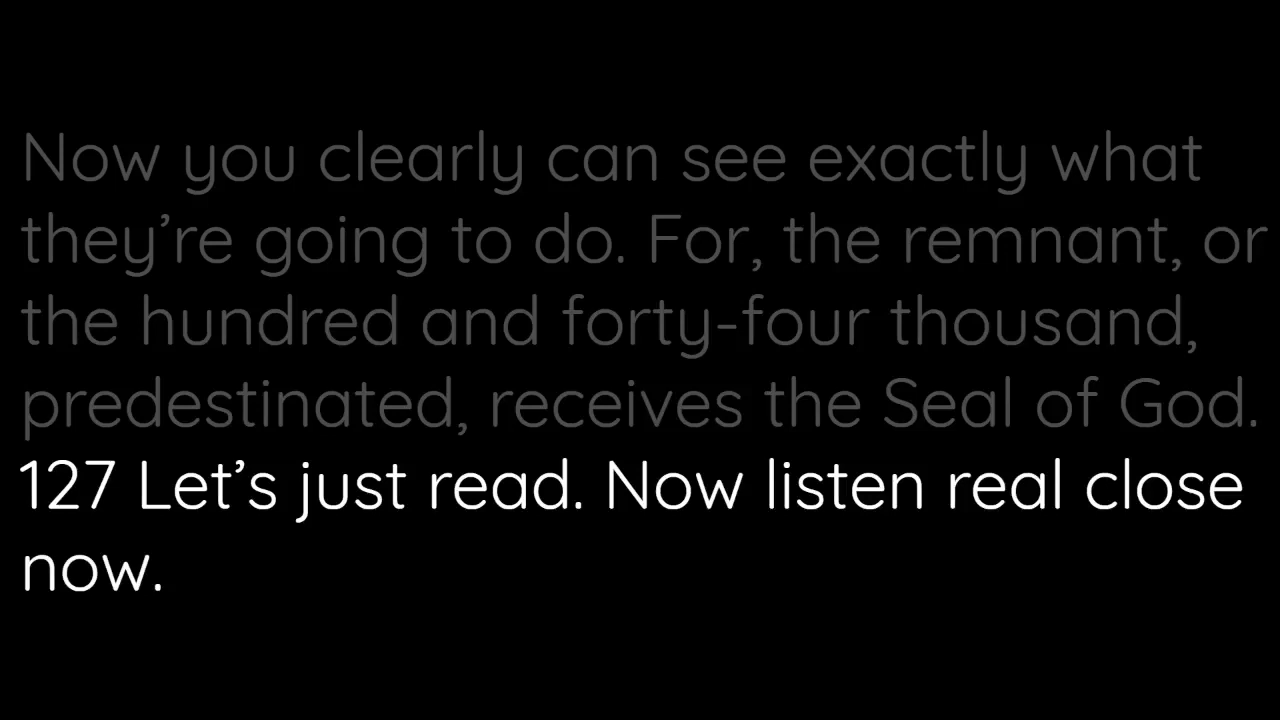 Now you clearly can see exactly what
they’re going to do. For, the remnant, or
the hundred and forty-four thousand,
predestinated, receives the Seal of God.
127 Let’s just read. Now listen real close
now.